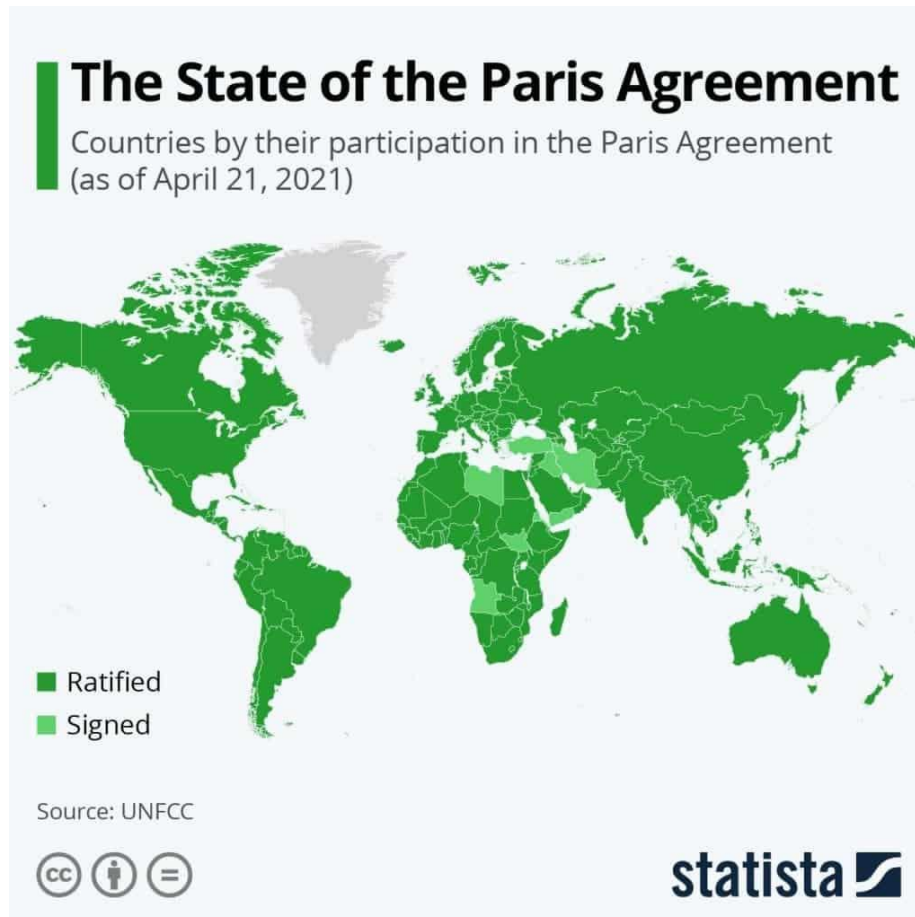 The State of the Paris Agreement
Countries by their participation in the Paris Agreement
(as of April 21, 2021)
Ratified
Signed
Source: UNFCC
cc
=
statista